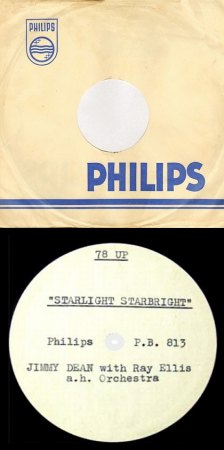 PHILIPS
PHILIPS
78 UP
"STARLIGHT STARBRIGHT"
Philips P.B. 813
JIMMY DEAN with Ray Ellis
a.h. Orchestra